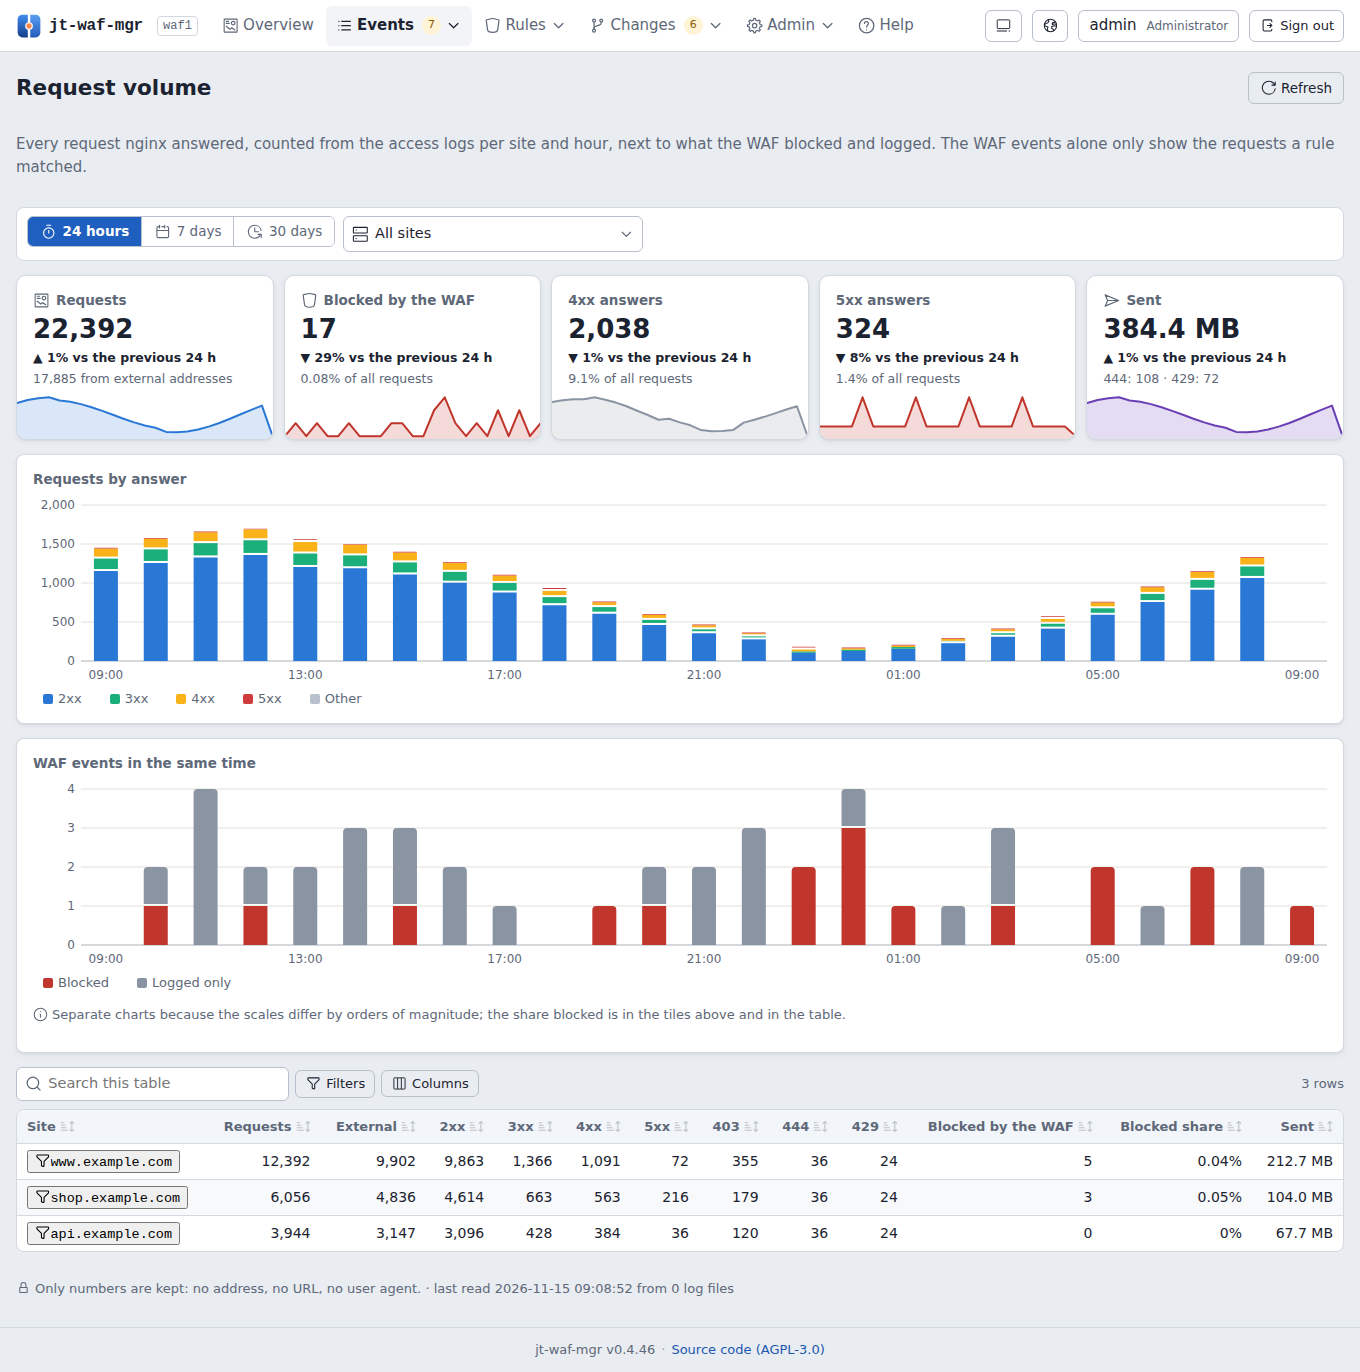 jt-waf-mgr waf1 Overview Events 7 Rules Changes 6 Admin Help admin Administrator Sign out
Request volume Refresh
Every request nginx answered, counted from the access logs per site and hour, next to what the WAF blocked and logged. The WAF events alone only show the requests a rule
matched.
24 hours 7 days 30 days All sites
Requests
22,392
▲ 1% vs the previous 24 h
17,885 from external addresses
Blocked by the WAF
17
▼ 29% vs the previous 24 h
0.08% of all requests
4xx answers
2,038
▼ 1% vs the previous 24 h
9.1% of all requests
5xx answers
324
▼ 8% vs the previous 24 h
1.4% of all requests
Sent
384.4 MB
▲ 1% vs the previous 24 h
444: 108 · 429: 72
Requests by answer
2,000
1,500
1,000
500
0
09:00 13:00 17:00 21:00 01:00 05:00 09:00
2xx 3xx 4xx 5xx Other
WAF events in the same time
4
3
2
1
0
09:00 13:00 17:00 21:00 01:00 05:00 09:00
Blocked Logged only
Separate charts because the scales differ by orders of magnitude; the share blocked is in the tiles above and in the table.
Search this table Filters Columns 3 rows
Site Requests External 2xx 3xx 4xx 5xx 403 444 429 Blocked by the WAF Blocked share Sent
www.example.com 12,392 9,902 9,863 1,366 1,091 72 355 36 24 5 0.04% 212.7 MB
shop.example.com 6,056 4,836 4,614 663 563 216 179 36 24 3 0.05% 104.0 MB
api.example.com 3,944 3,147 3,096 428 384 36 120 36 24 0 0% 67.7 MB
Only numbers are kept: no address, no URL, no user agent. · last read 2026-11-15 09:08:52 from 0 log files
jt-waf-mgr v0.4.46 · Source code (AGPL-3.0)